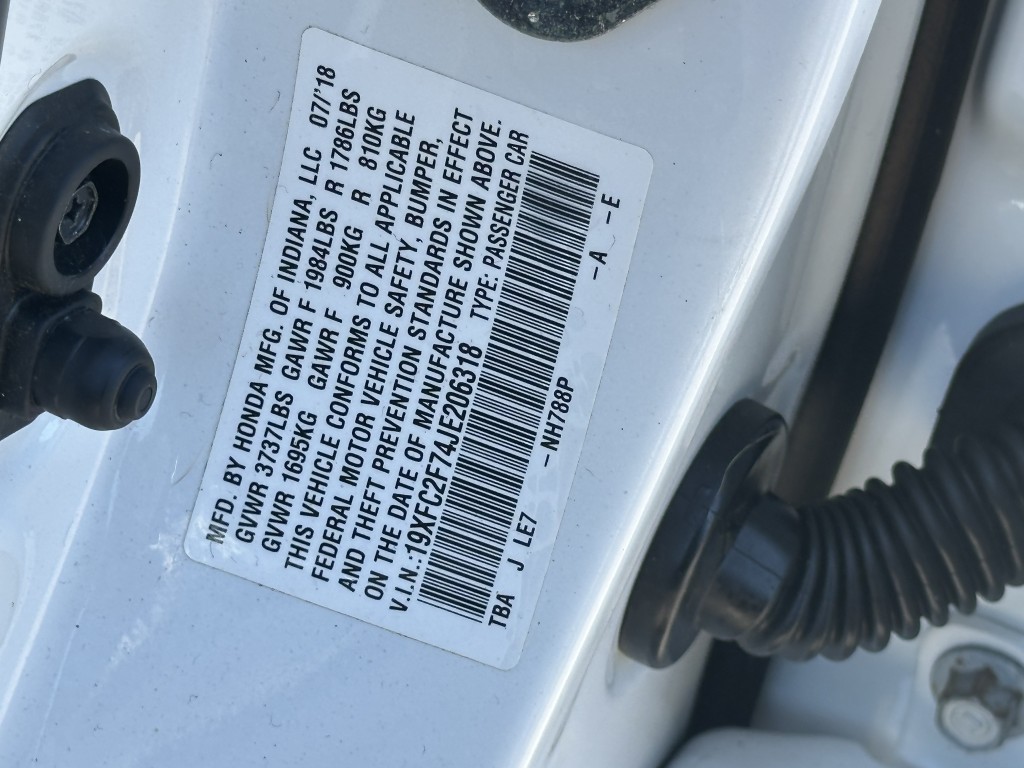 MFD. BY HONDA MFG. OF INDIANA, LLC 07/'18
GVWR 3737LBS GAWR F 1984LBS R 1786LBS
GVWR 1695KG GAWR F 900KG R 810KG
THIS VEHICLE CONFORMS TO ALL APPLICABLE
FEDERAL MOTOR VEHICLE SAFETY, BUMPER,
AND THEFT PREVENTION STANDARDS IN EFFECT
ON THE DATE OF MANUFACTURE SHOWN ABOVE.
V.I.N.:19XFC2F74JE206318 TYPE: PASSENGER CAR
TBA J LE7 -NH788P -A -E